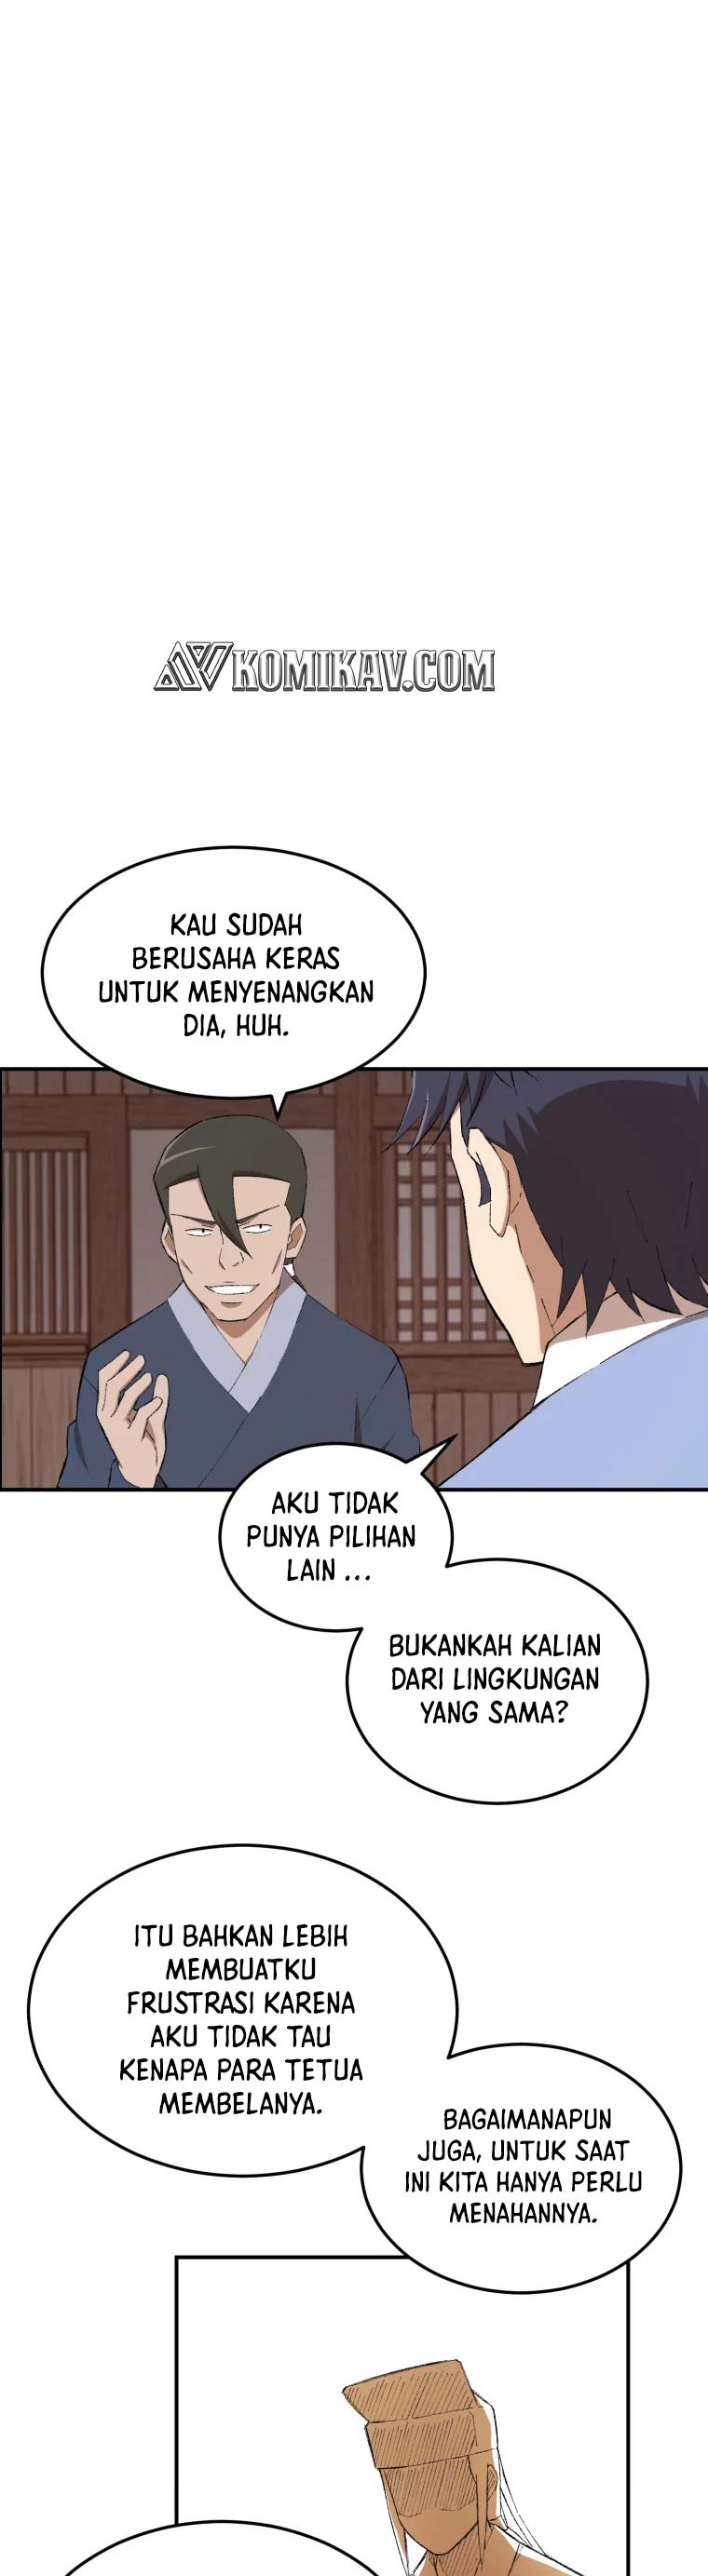 KOMIKAV.COM
KAU SUDAH
BERUSAHA KERAS
UNTUK MENYENANGKAN
DIA, HUH.
AKU TIDAK
PUNYA PILIHAN
LAIN ...
BUKANKAH KALIAN
DARI LINGKUNGAN
YANG SAMA?
ITU BAHKAN LEBIH
MEMBUATKU
FRUSTRASI KARENA
AKU TIDAK TAU
KENAPA PARA TETUA
MEMBELANYA.
BAGAIMANAPUN
JUGA, UNTUK SAAT
INI KITA HANYA PERLU
MENAHANNYA.